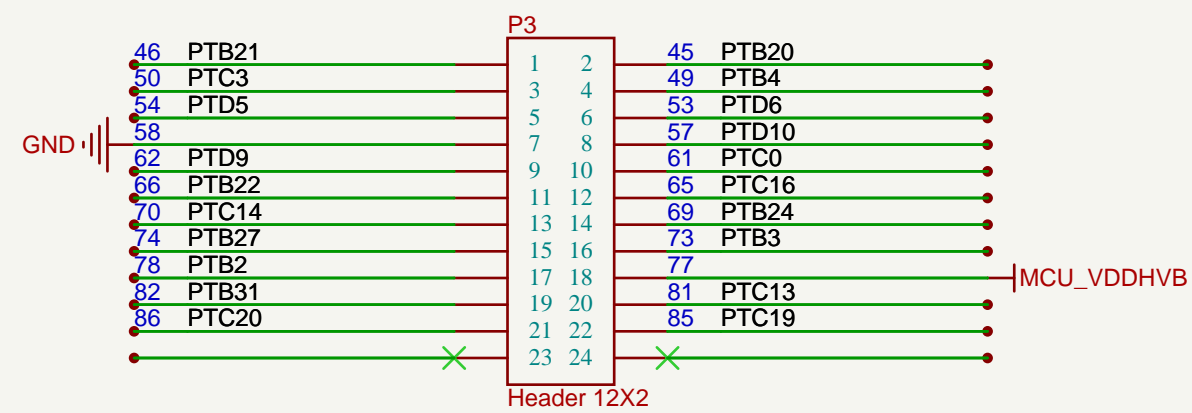 P3
46 PTB21 1 2 45 PTB20
50 PTC3 3 4 49 PTB4
54 PTD5 5 6 53 PTD6
GND 58 7 8 57 PTD10
62 PTD9 9 10 61 PTC0
66 PTB22 11 12 65 PTC16
70 PTC14 13 14 69 PTB24
74 PTB27 15 16 73 PTB3
78 PTB2 17 18 77 MCU_VDDHVB
82 PTB31 19 20 81 PTC13
86 PTC20 21 22 85 PTC19
23 24
Header 12X2